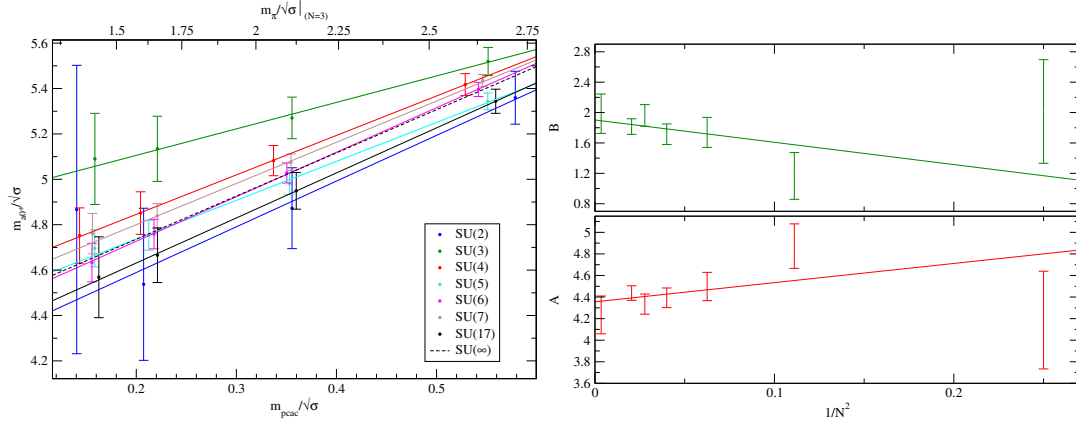 m_π/√σ|_(N=3)
1.5 1.75 2 2.25 2.5 2.75
5.6
5.4
5.2
5
4.8
4.6
4.4
4.2
m_a0*/√σ
0.2 0.3 0.4 0.5
m_pcac/√σ
SU(2)
SU(3)
SU(4)
SU(5)
SU(6)
SU(7)
SU(17)
SU(∞)
2.8
2.4
2
1.6
1.2
0.8
B
5
4.8
4.6
4.4
4.2
4
3.8
3.6
A
0 0.1 0.2
1/N²